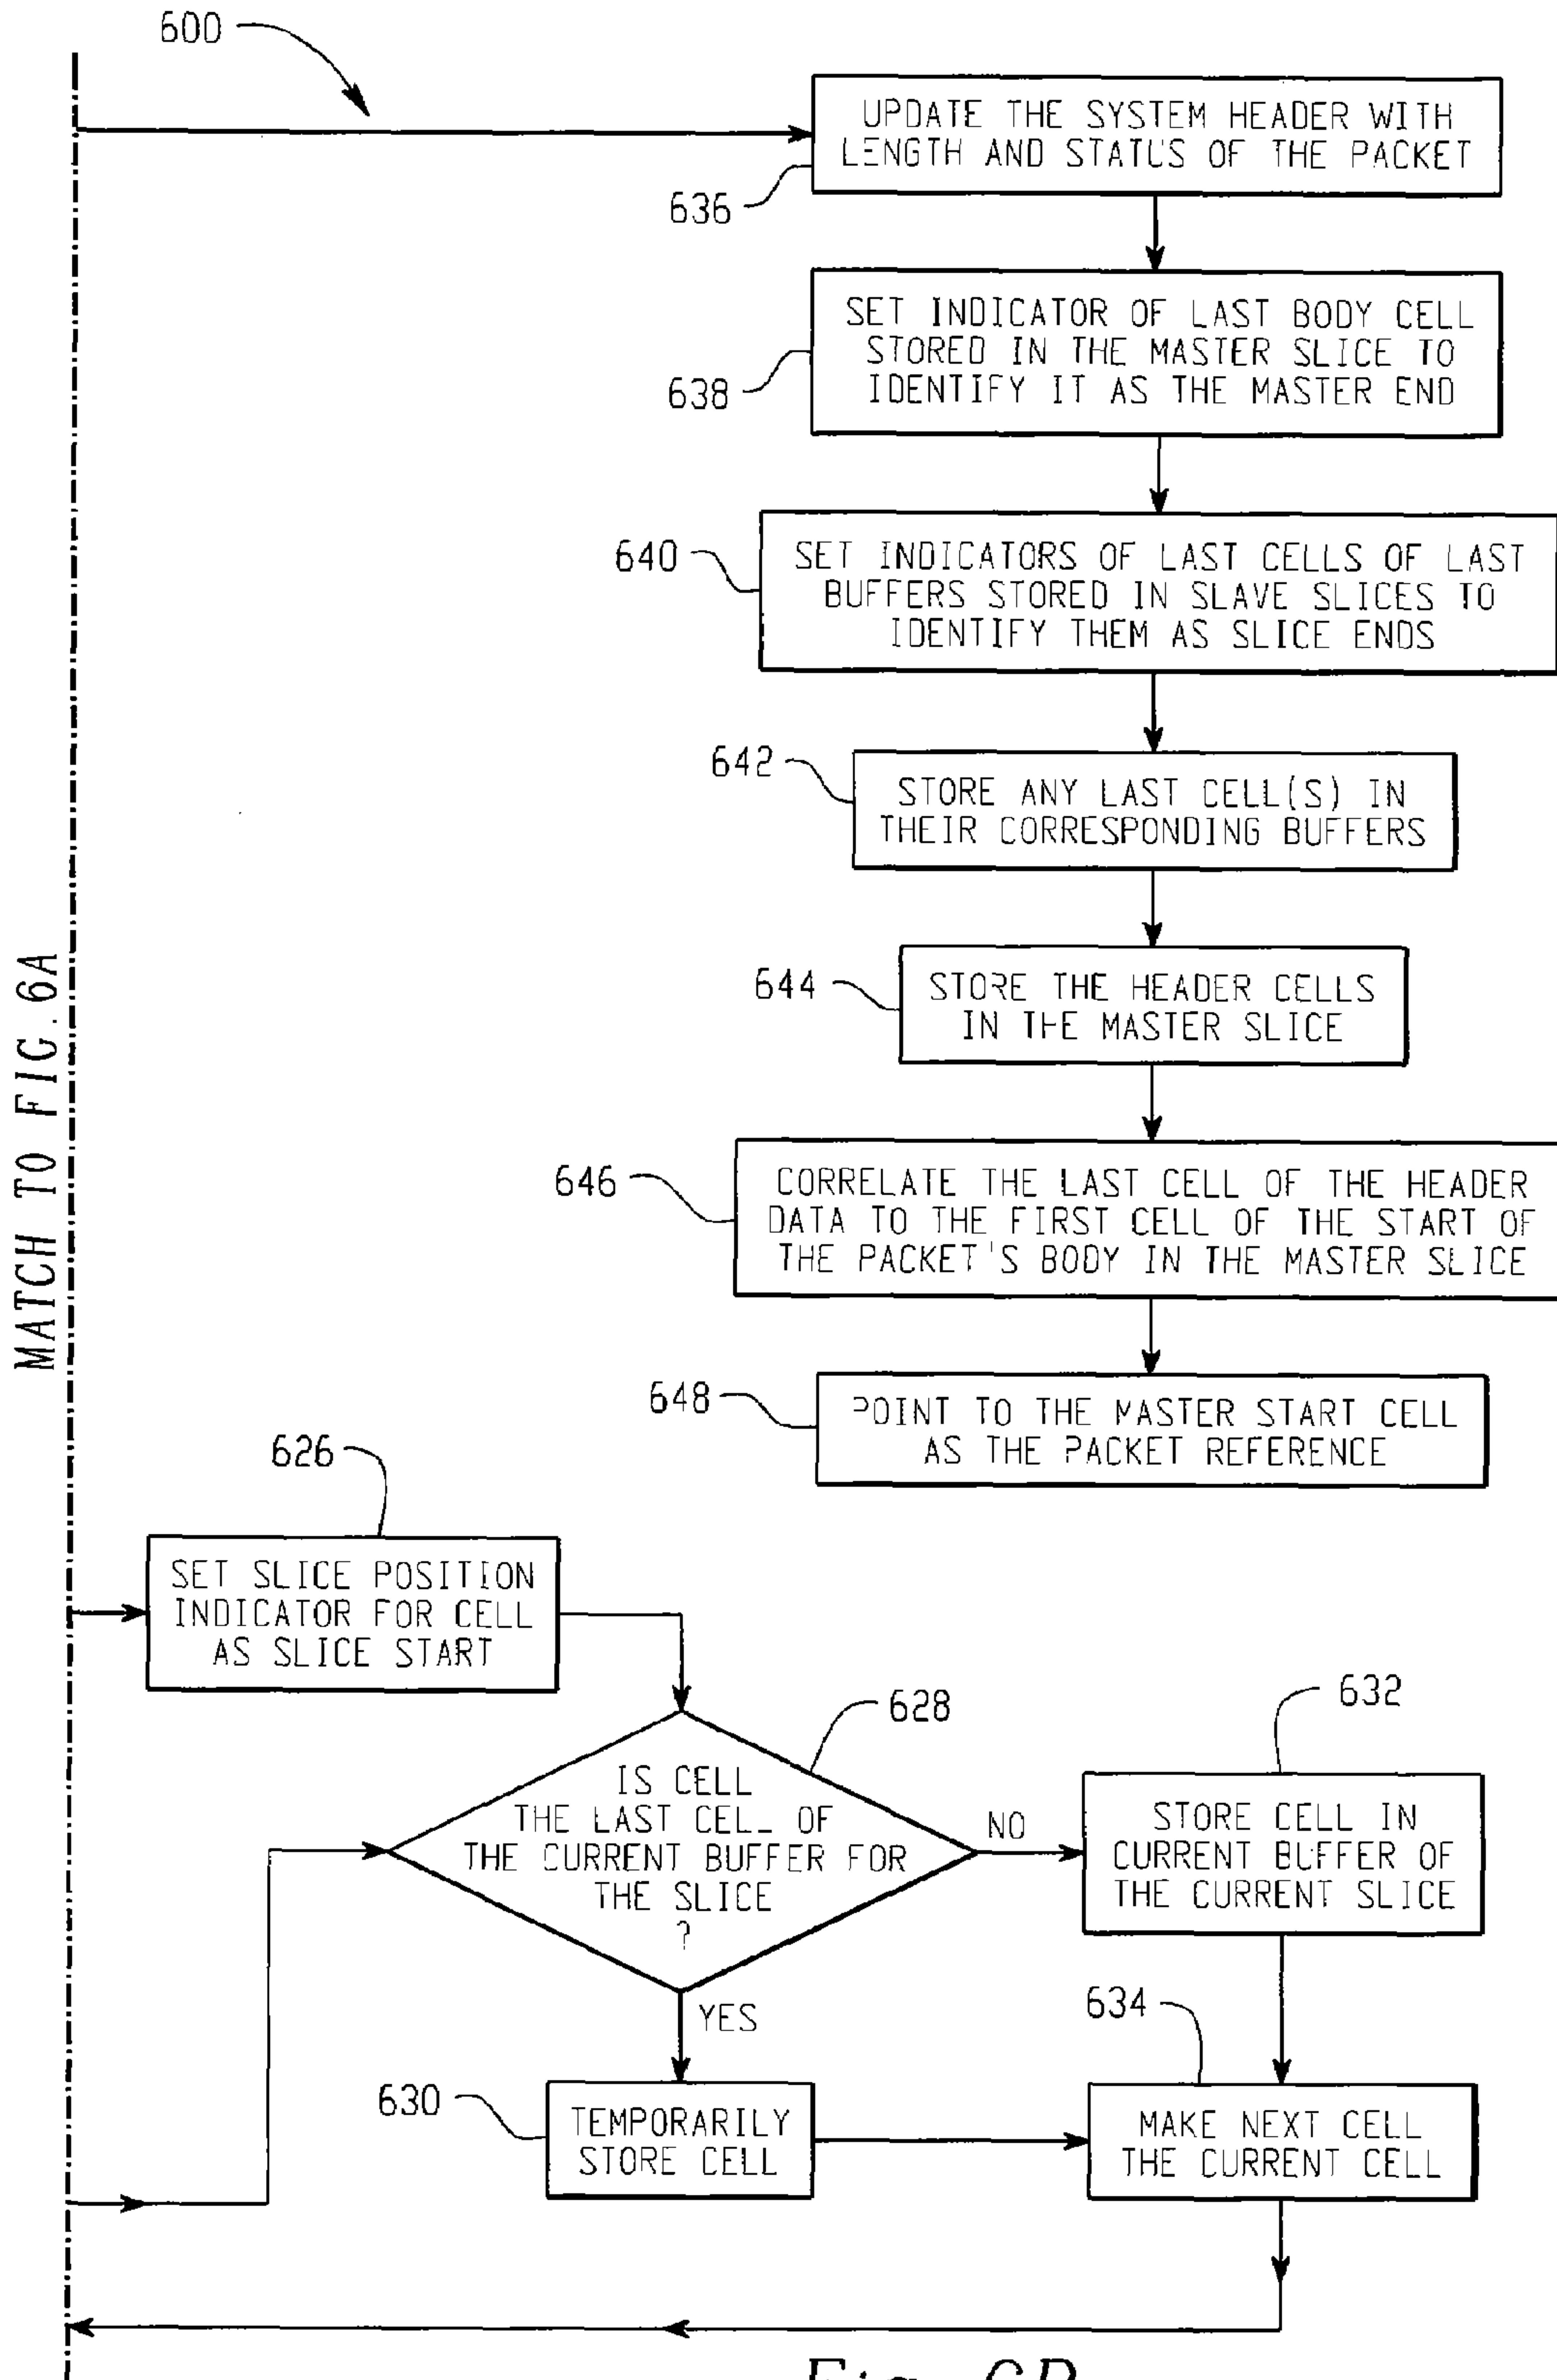 600
UPDATE THE SYSTEM HEADER WITH
LENGTH AND STATUS OF THE PACKET
636
SET INDICATOR OF LAST BODY CELL
STORED IN THE MASTER SLICE TO
IDENTIFY IT AS THE MASTER END
638
640
SET INDICATORS OF LAST CELLS OF LAST
BUFFERS STORED IN SLAVE SLICES TO
IDENTIFY THEM AS SLICE ENDS
642
STORE ANY LAST CELL(S) IN
THEIR CORRESPONDING BUFFERS
644
STORE THE HEADER CELLS
IN THE MASTER SLICE
MATCH TO FIG.6A
646
CORRELATE THE LAST CELL OF THE HEADER
DATA TO THE FIRST CELL OF THE START OF
THE PACKET'S BODY IN THE MASTER SLICE
648
POINT TO THE MASTER START CELL
AS THE PACKET REFERENCE
626
SET SLICE POSITION
INDICATOR FOR CELL
AS SLICE START
628
IS CELL
THE LAST CELL OF
THE CURRENT BUFFER FOR
THE SLICE
?
NO
632
STORE CELL IN
CURRENT BUFFER OF
THE CURRENT SLICE
YES
630
TEMPORARILY
STORE CELL
634
MAKE NEXT CELL
THE CURRENT CELL